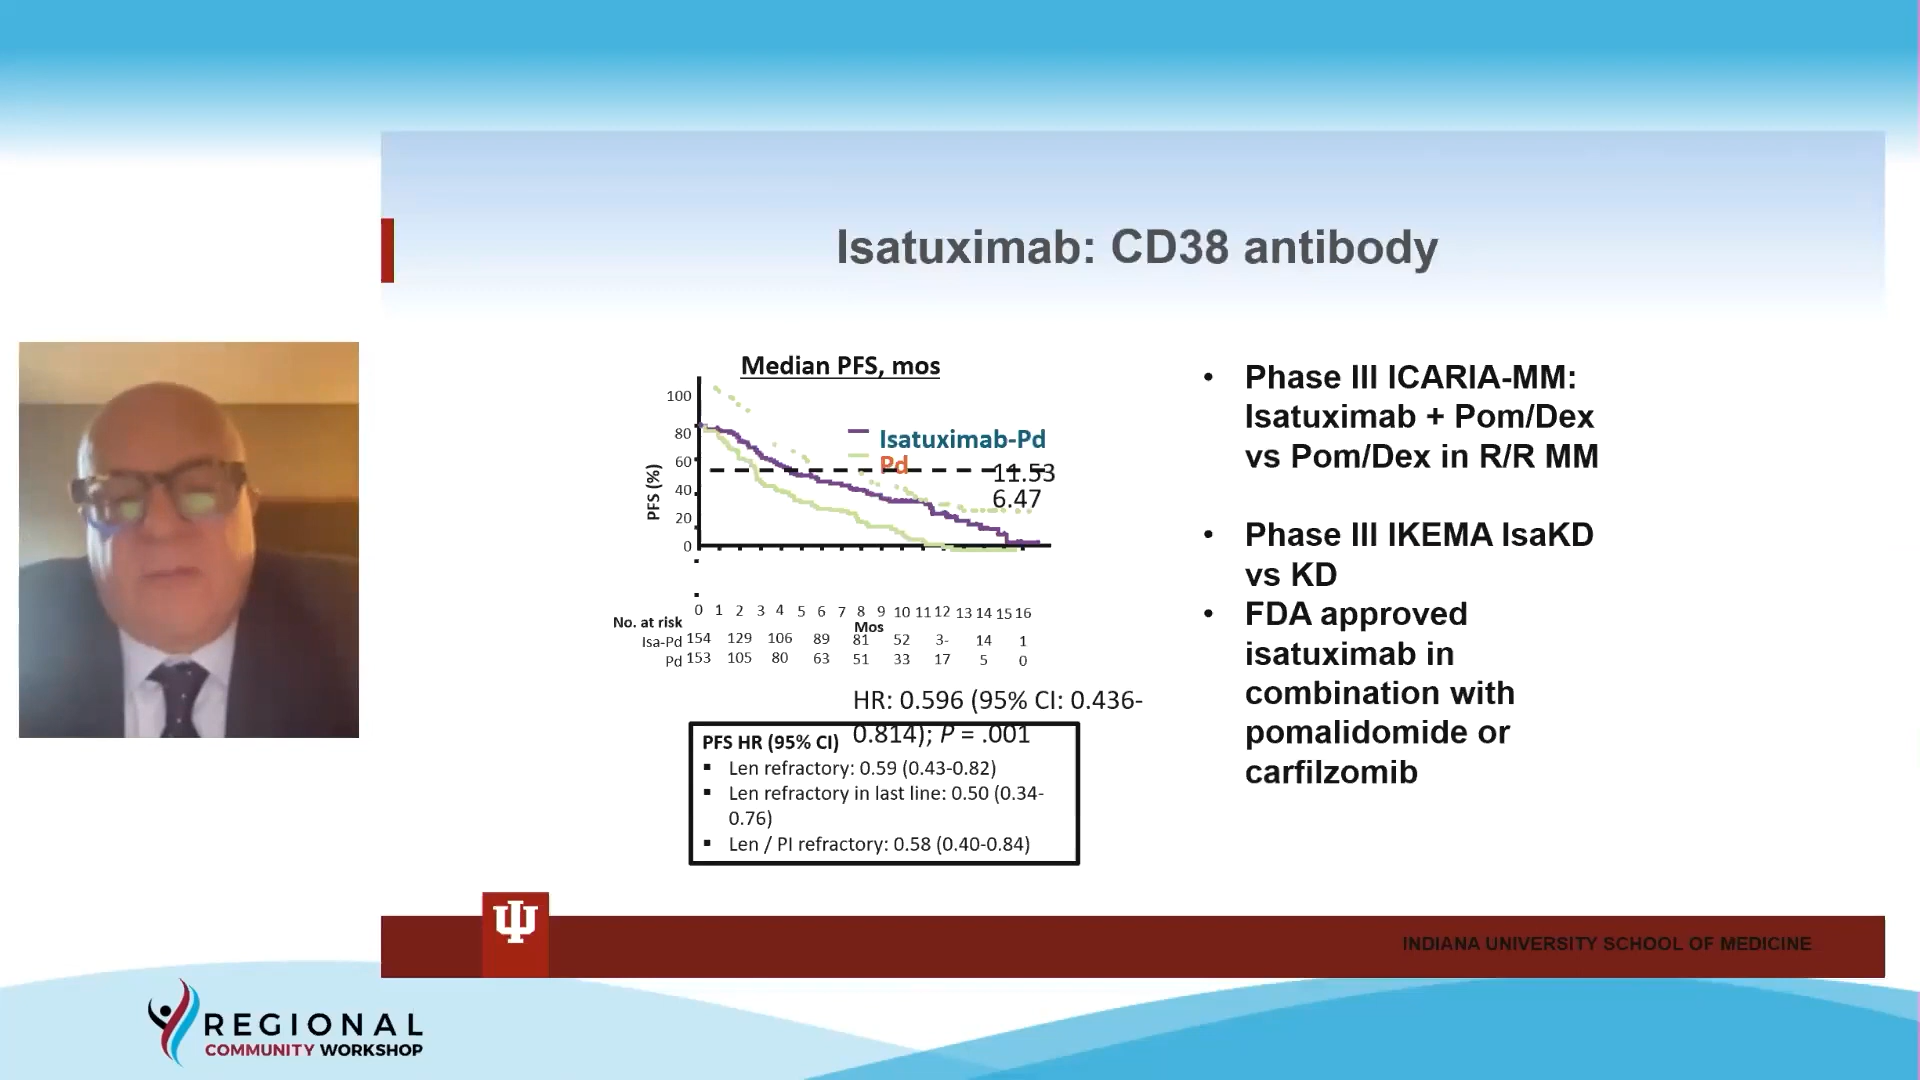 Isatuximab: CD38 antibody
Median PFS, mos
100
80
60
40
20
0
PFS (%)
Isatuximab-Pd
Pd
11.53
6.47
0 1 2 3 4 5 6 7 8 9 10 11 12 13 14 15 16
Mos
No. at risk
Isa-Pd 154 129 106 89 81 52 3- 14 1
Pd 153 105 80 63 51 33 17 5 0
HR: 0.596 (95% CI: 0.436-
0.814); P = .001
PFS HR (95% CI)
▪ Len refractory: 0.59 (0.43-0.82)
▪ Len refractory in last line: 0.50 (0.34-
0.76)
▪ Len / PI refractory: 0.58 (0.40-0.84)
• Phase III ICARIA-MM:
Isatuximab + Pom/Dex
vs Pom/Dex in R/R MM
• Phase III IKEMA IsaKD
vs KD
• FDA approved
isatuximab in
combination with
pomalidomide or
carfilzomib
INDIANA UNIVERSITY SCHOOL OF MEDICINE
REGIONAL
COMMUNITY WORKSHOP